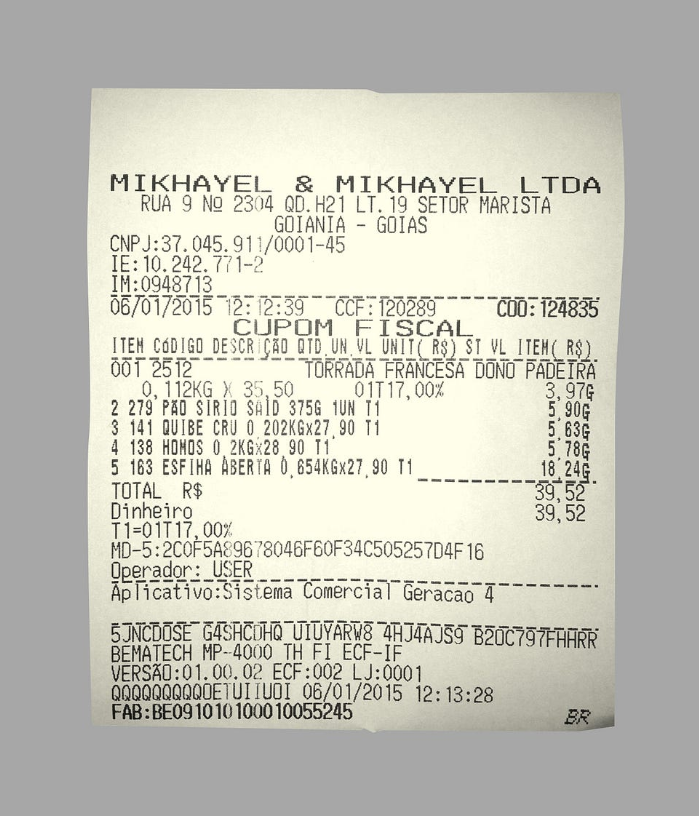 MIKHAYEL & MIKHAYEL LTDA
RUA 9 Nº 2304 QD.H21 LT.19 SETOR MARISTA
GOIANIA - GOIAS
CNPJ:37.045.911/0001-45
IE:10.242.771-2
IM:0948713
06/01/2015 12:12:39 CCF:120289 COO:124835
CUPOM FISCAL
ITEM CÓDIGO DESCRIÇÃO QTD UN VL UNIT( R$) ST VL ITEM( R$)
001 2512 TORRADA FRANCESA DONO PADEIRA
0,112KG X 35,50 01T17,00% 3,97G
2 279 PÃO SIRIO SAID 375G 1UN T1 5,90G
3 141 QUIBE CRU 0,202KGx27,90 T1 5,63G
4 138 HOMOS 0,2KGx28,90 T1 5,78G
5 163 ESFIHA ABERTA 0,654KGx27,90 T1 18,24G
TOTAL R$ 39,52
Dinheiro 39,52
T1=01T17,00%
MD-5:2C0F5A89678046F60F34C505257D4F16
Operador: USER
Aplicativo:Sistema Comercial Geracao 4
5JNCDOSE G4SHCDHQ UIUYARW8 4HJ4AJS9 B20C797FHHRR
BEMATECH MP-4000 TH FI ECF-IF
VERSÃO:01.00.02 ECF:002 LJ:0001
QQQQQQQQQOETUIIUOI 06/01/2015 12:13:28
FAB:BE091010100010055245
BR